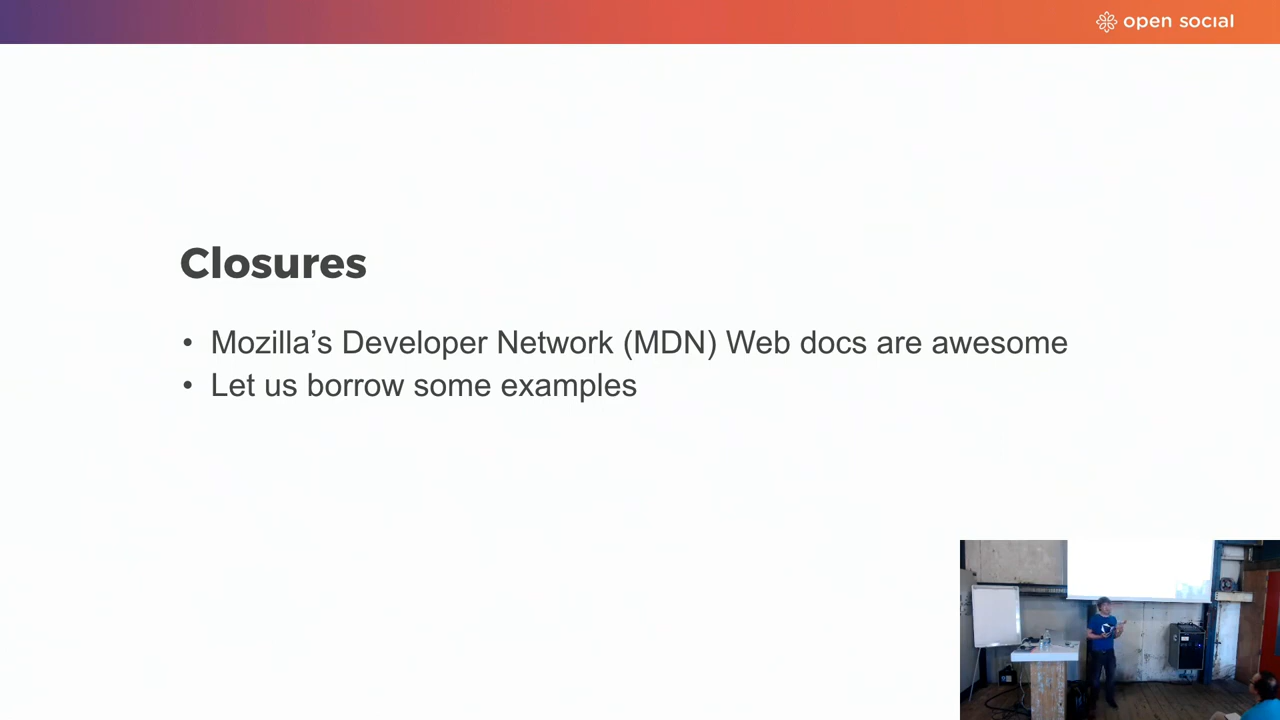 open social
Closures
• Mozilla’s Developer Network (MDN) Web docs are awesome
• Let us borrow some examples